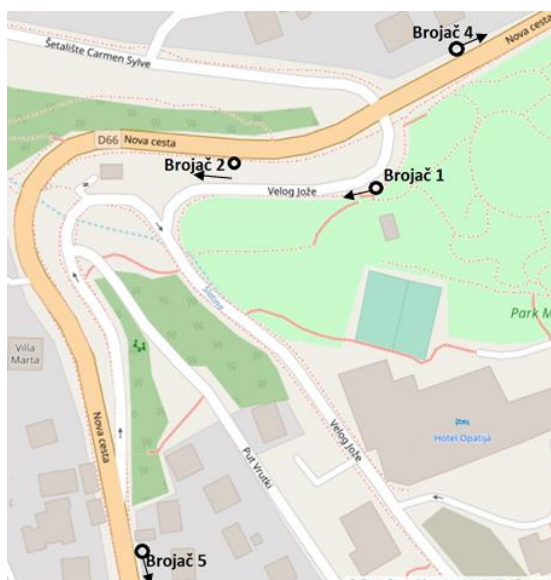 Brojač 4
Nova cesta
Šetalište Carmen Sylve
D66
Nova cesta
Brojač 2
Velog Jože
Brojač 1
Slatina
Park M
Villa
Marta
Nova cesta
Velog Jože
Hotel Opatija
Put Vrutki
Brojač 5